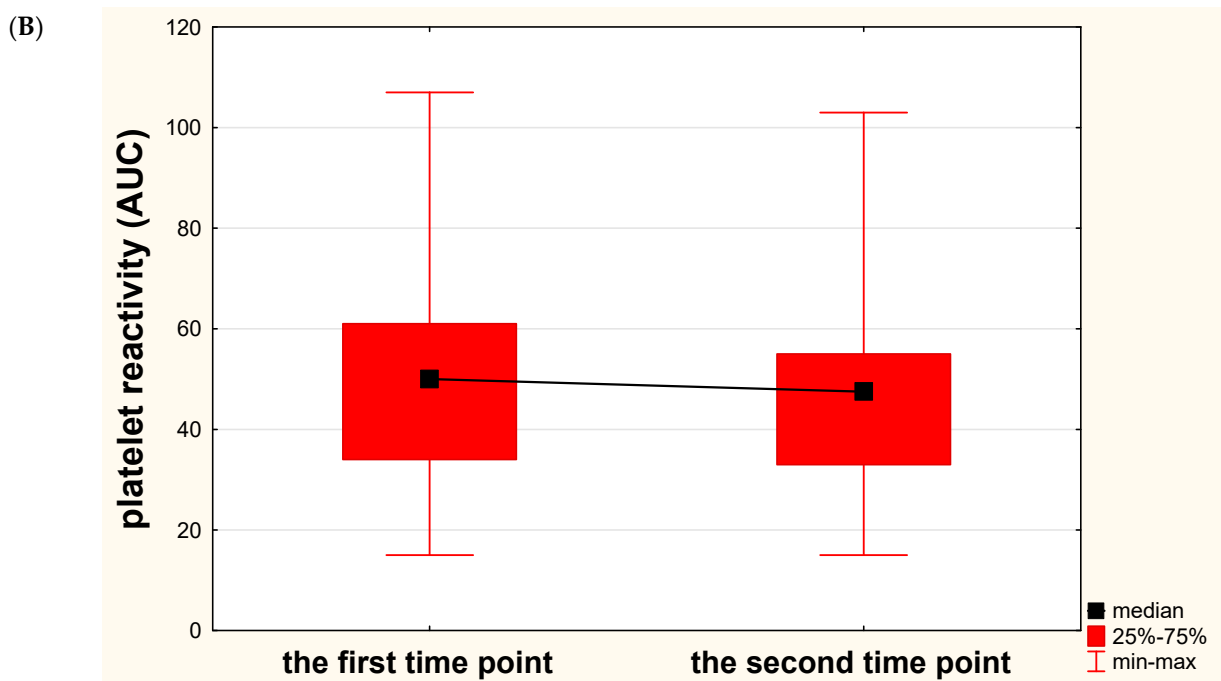 (B)
platelet reactivity (AUC)
120
100
80
60
40
20
0
the first time point the second time point
median
25%-75%
min-max